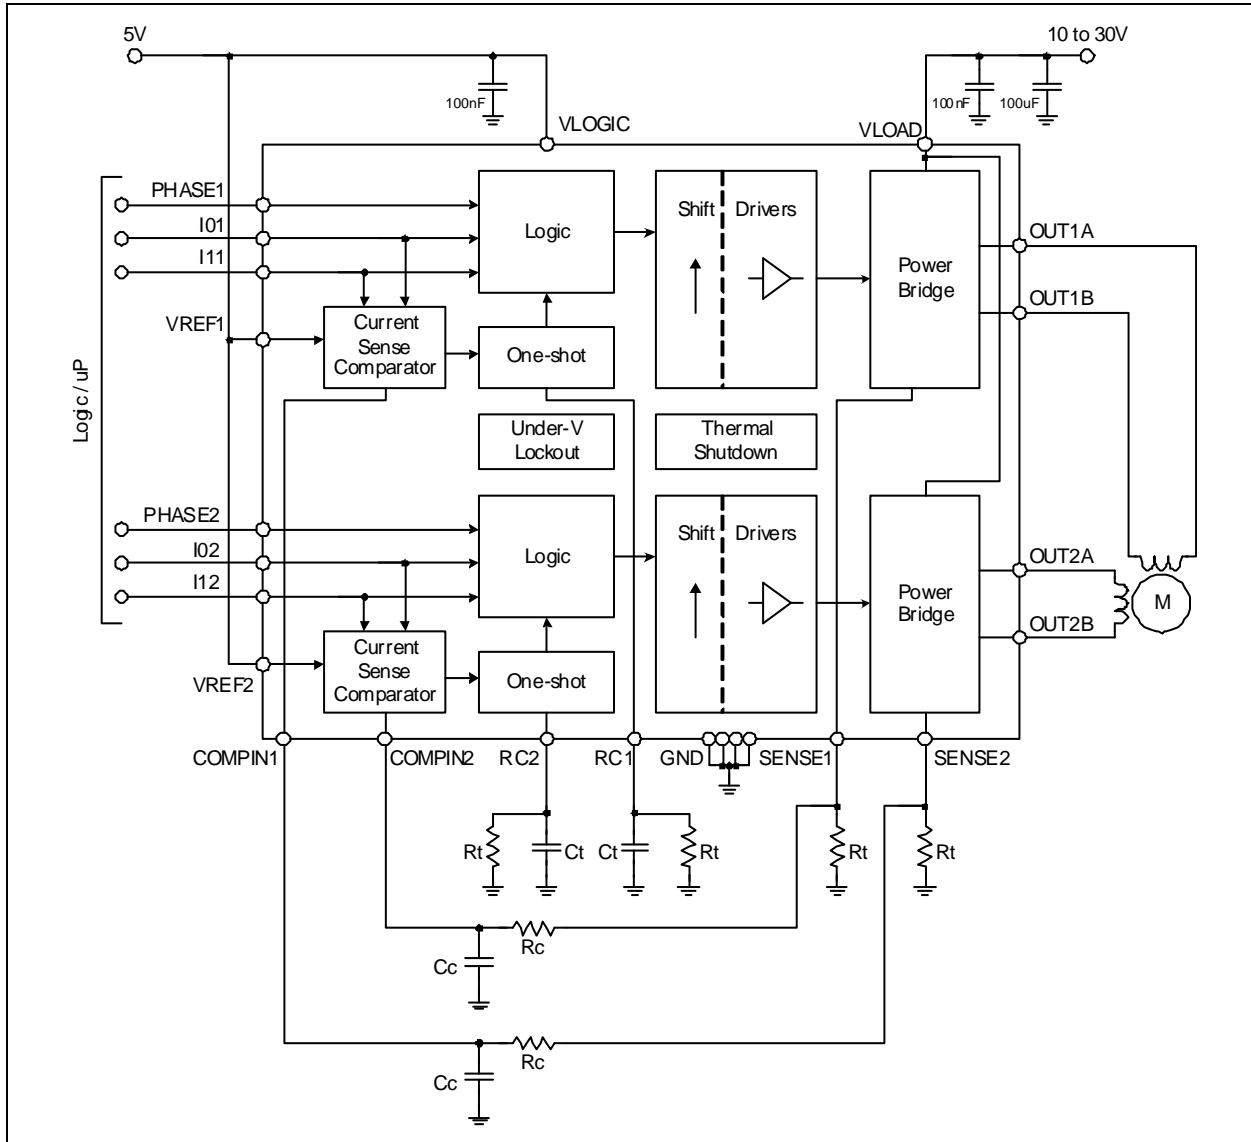 5V
10 to 30V
100nF
100nF
100uF
VLOGIC
VLOAD
PHASE1
I01
I11
VREF1
Logic / uP
Logic
Shift
Drivers
Power
Bridge
OUT1A
OUT1B
Current
Sense
Comparator
One-shot
Under-V
Lockout
Thermal
Shutdown
PHASE2
I02
I12
VREF2
Logic
Shift
Drivers
Power
Bridge
OUT2A
OUT2B
M
Current
Sense
Comparator
One-shot
COMPIN1
COMPIN2
RC2
RC1
GND
SENSE1
SENSE2
Rt
Ct
Ct
Rt
Rt
Rt
Rc
Cc
Rc
Cc